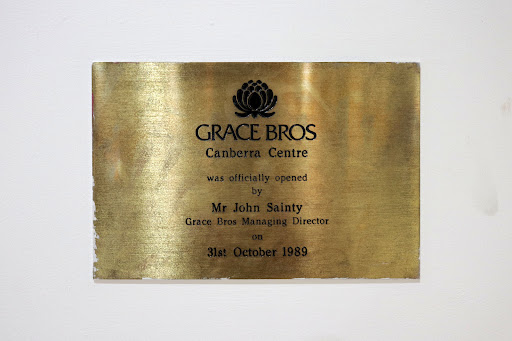 GRACE BROS
Canberra Centre
was officially opened
by
Mr John Sainty
Grace Bros Managing Director
on
31st October 1989